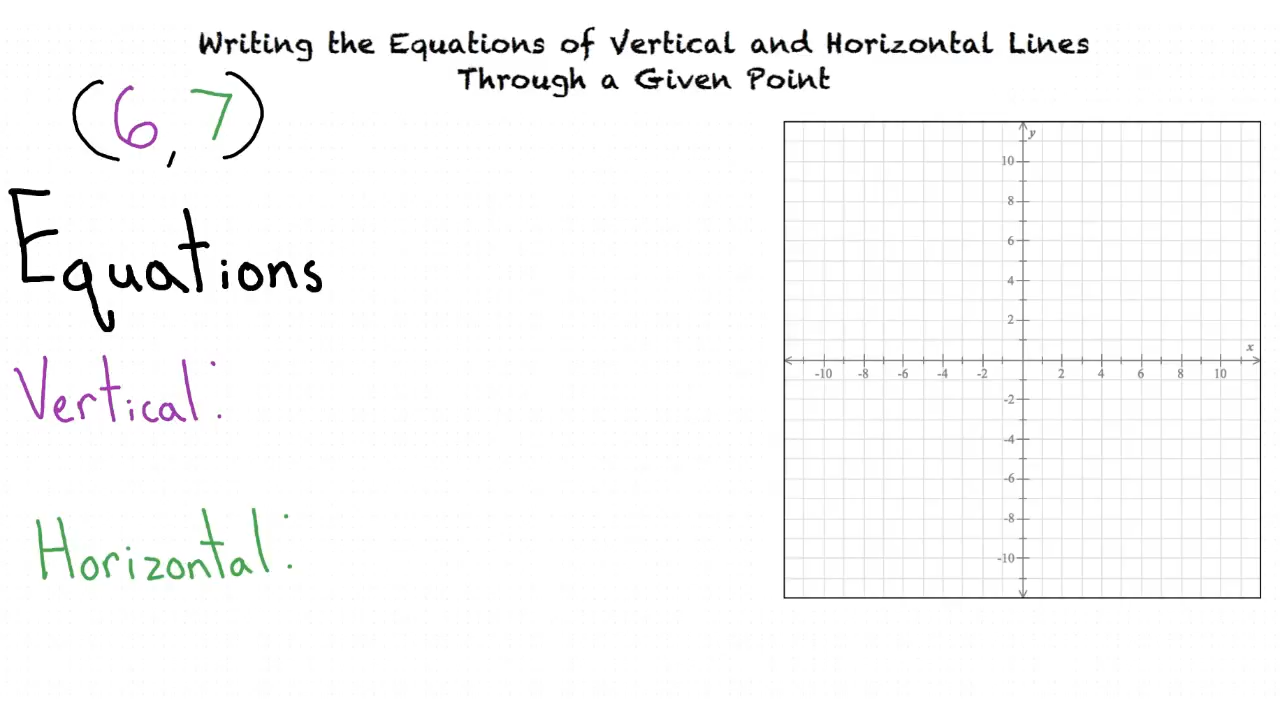 Writing the Equations of Vertical and Horizontal Lines
Through a Given Point
(6, 7)
Equations
Vertical:
Horizontal:
y
10
8
6
4
2
x
-10 -8 -6 -4 -2 2 4 6 8 10
-2
-4
-6
-8
-10